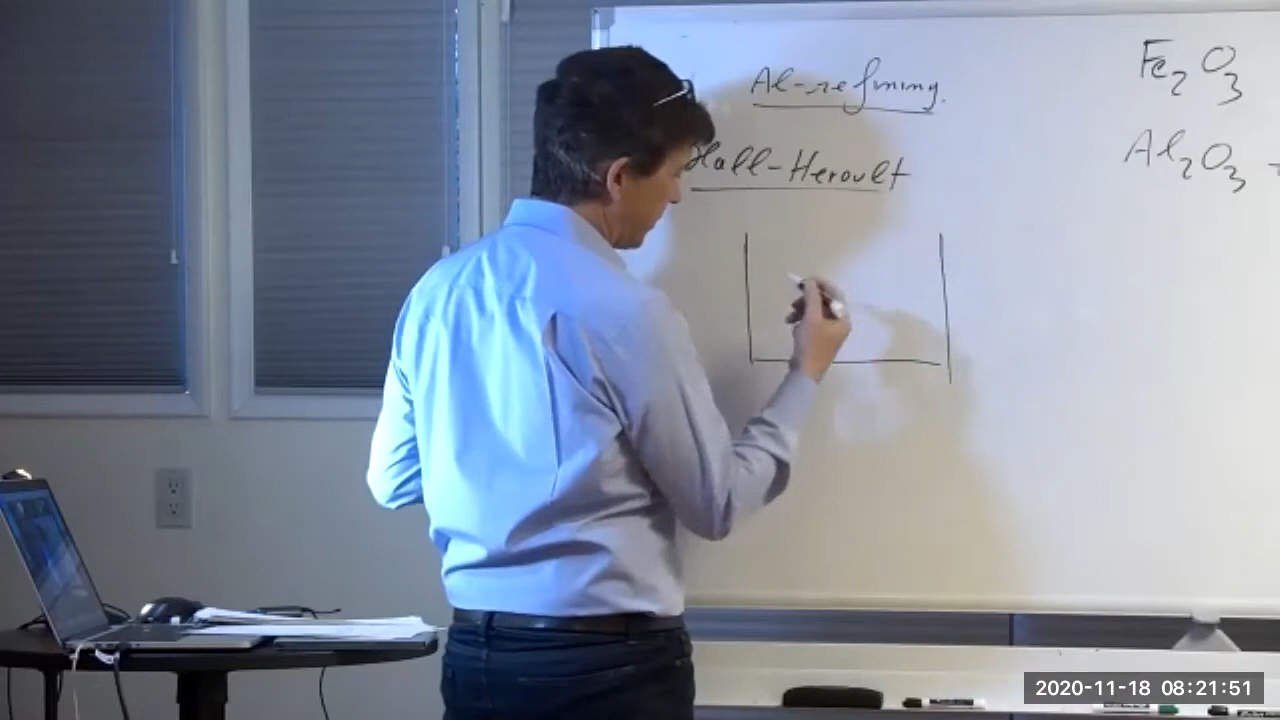 Al-refining.
Hall-Heroult
Fe2O3
Al2O3
2020-11-18 08:21:51